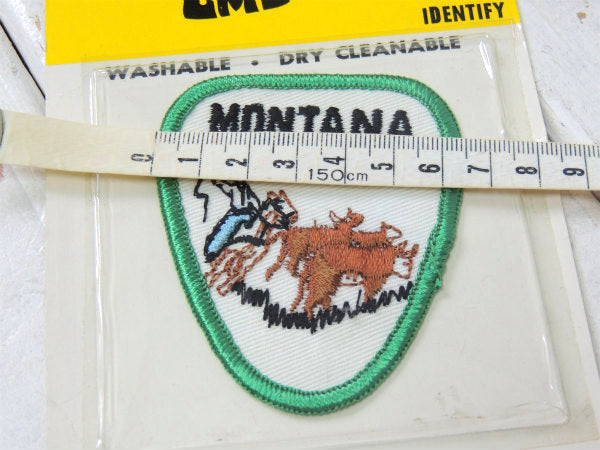 IDENTIFY
WASHABLE • DRY CLEANABLE
MONTANA
0 1 2 3 4 5 6 7 8 9
150cm